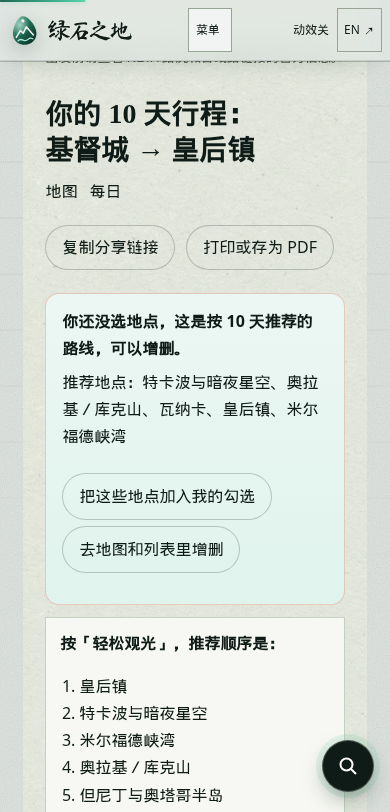 绿石之地
菜单
动效关
EN ↗
你的 10 天行程：
基督城 → 皇后镇
地图 每日
复制分享链接
打印或存为 PDF
你还没选地点，这是按 10 天推荐的
路线，可以增删。
推荐地点：特卡波与暗夜星空、奥拉
基 / 库克山、瓦纳卡、皇后镇、米尔
福德峡湾
把这些地点加入我的勾选
去地图和列表里增删
按「轻松观光」，推荐顺序是：
1. 皇后镇
2. 特卡波与暗夜星空
3. 米尔福德峡湾
4. 奥拉基 / 库克山
5. 但尼丁与奥塔哥半岛